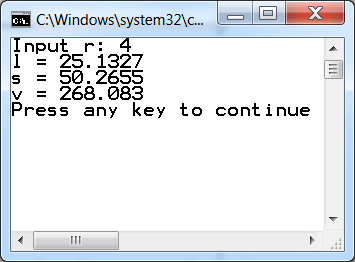 C:\Windows\system32\c...
Input r: 4
l = 25.1327
s = 50.2655
v = 268.083
Press any key to continue